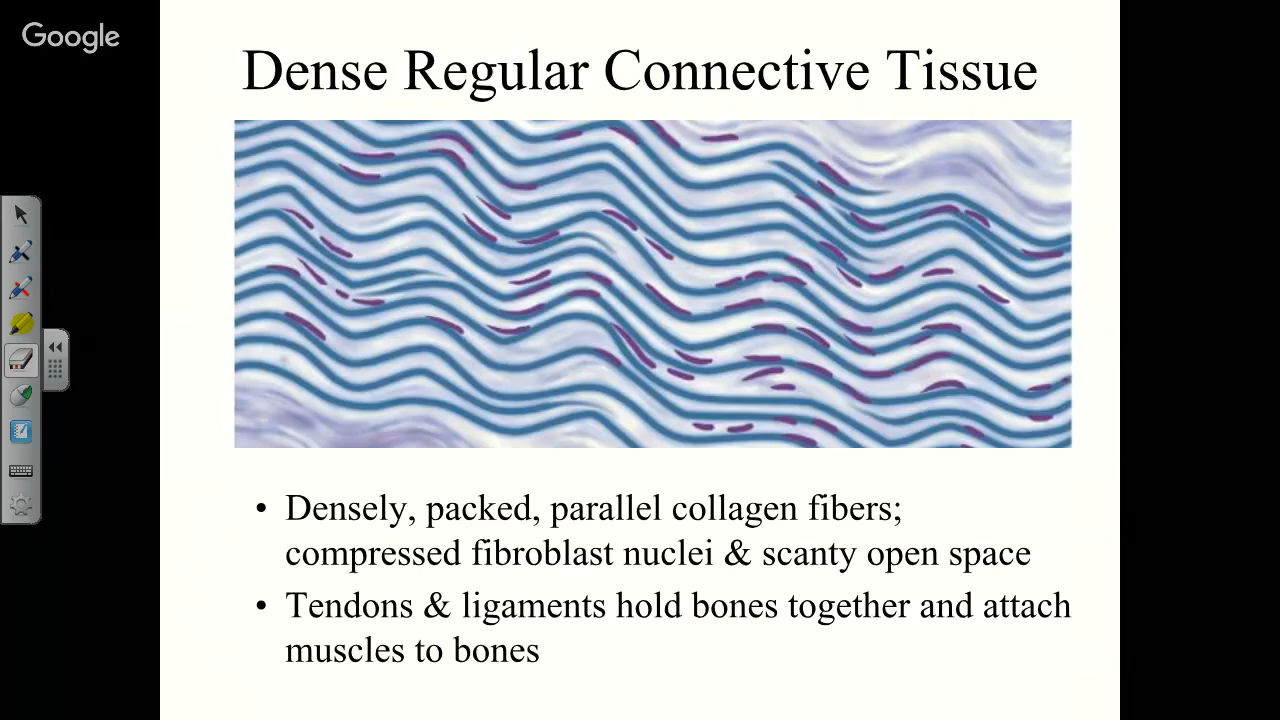 Google
Dense Regular Connective Tissue
• Densely, packed, parallel collagen fibers;
compressed fibroblast nuclei & scanty open space
• Tendons & ligaments hold bones together and attach
muscles to bones